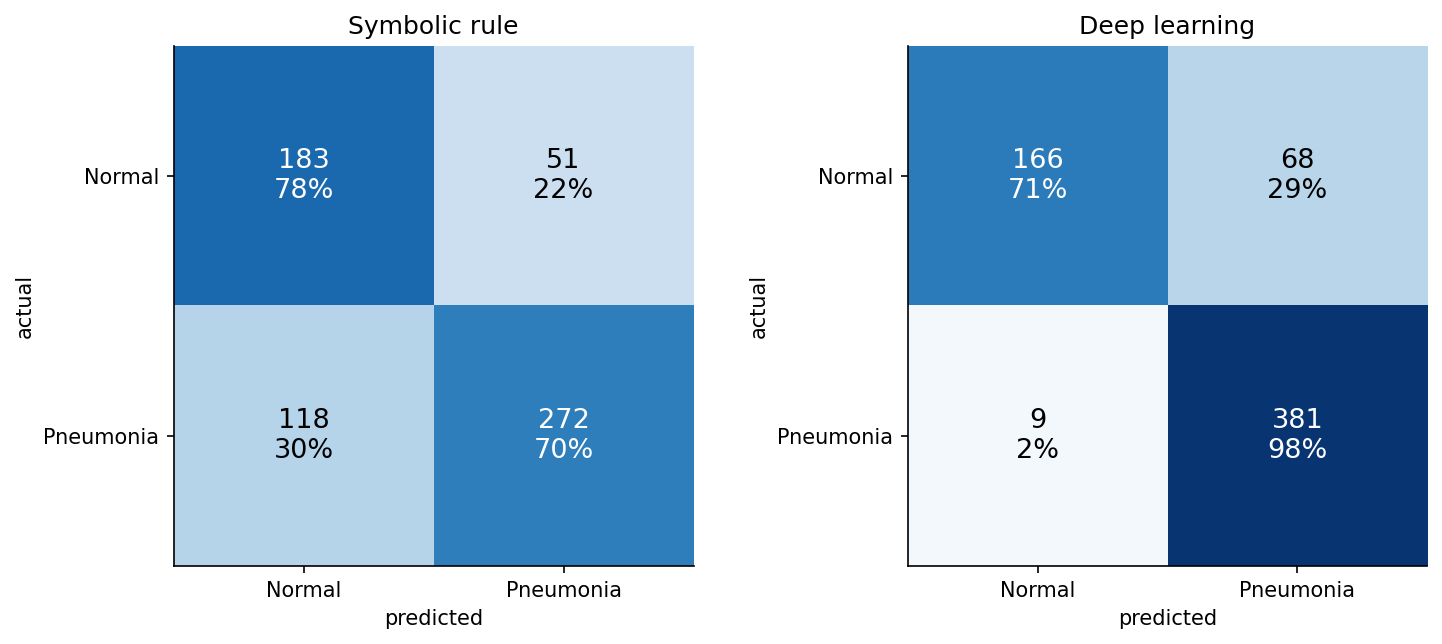 Symbolic rule
actual
Normal
Pneumonia
183
78%
51
22%
118
30%
272
70%
Normal
Pneumonia
predicted
Deep learning
actual
Normal
Pneumonia
166
71%
68
29%
9
2%
381
98%
Normal
Pneumonia
predicted